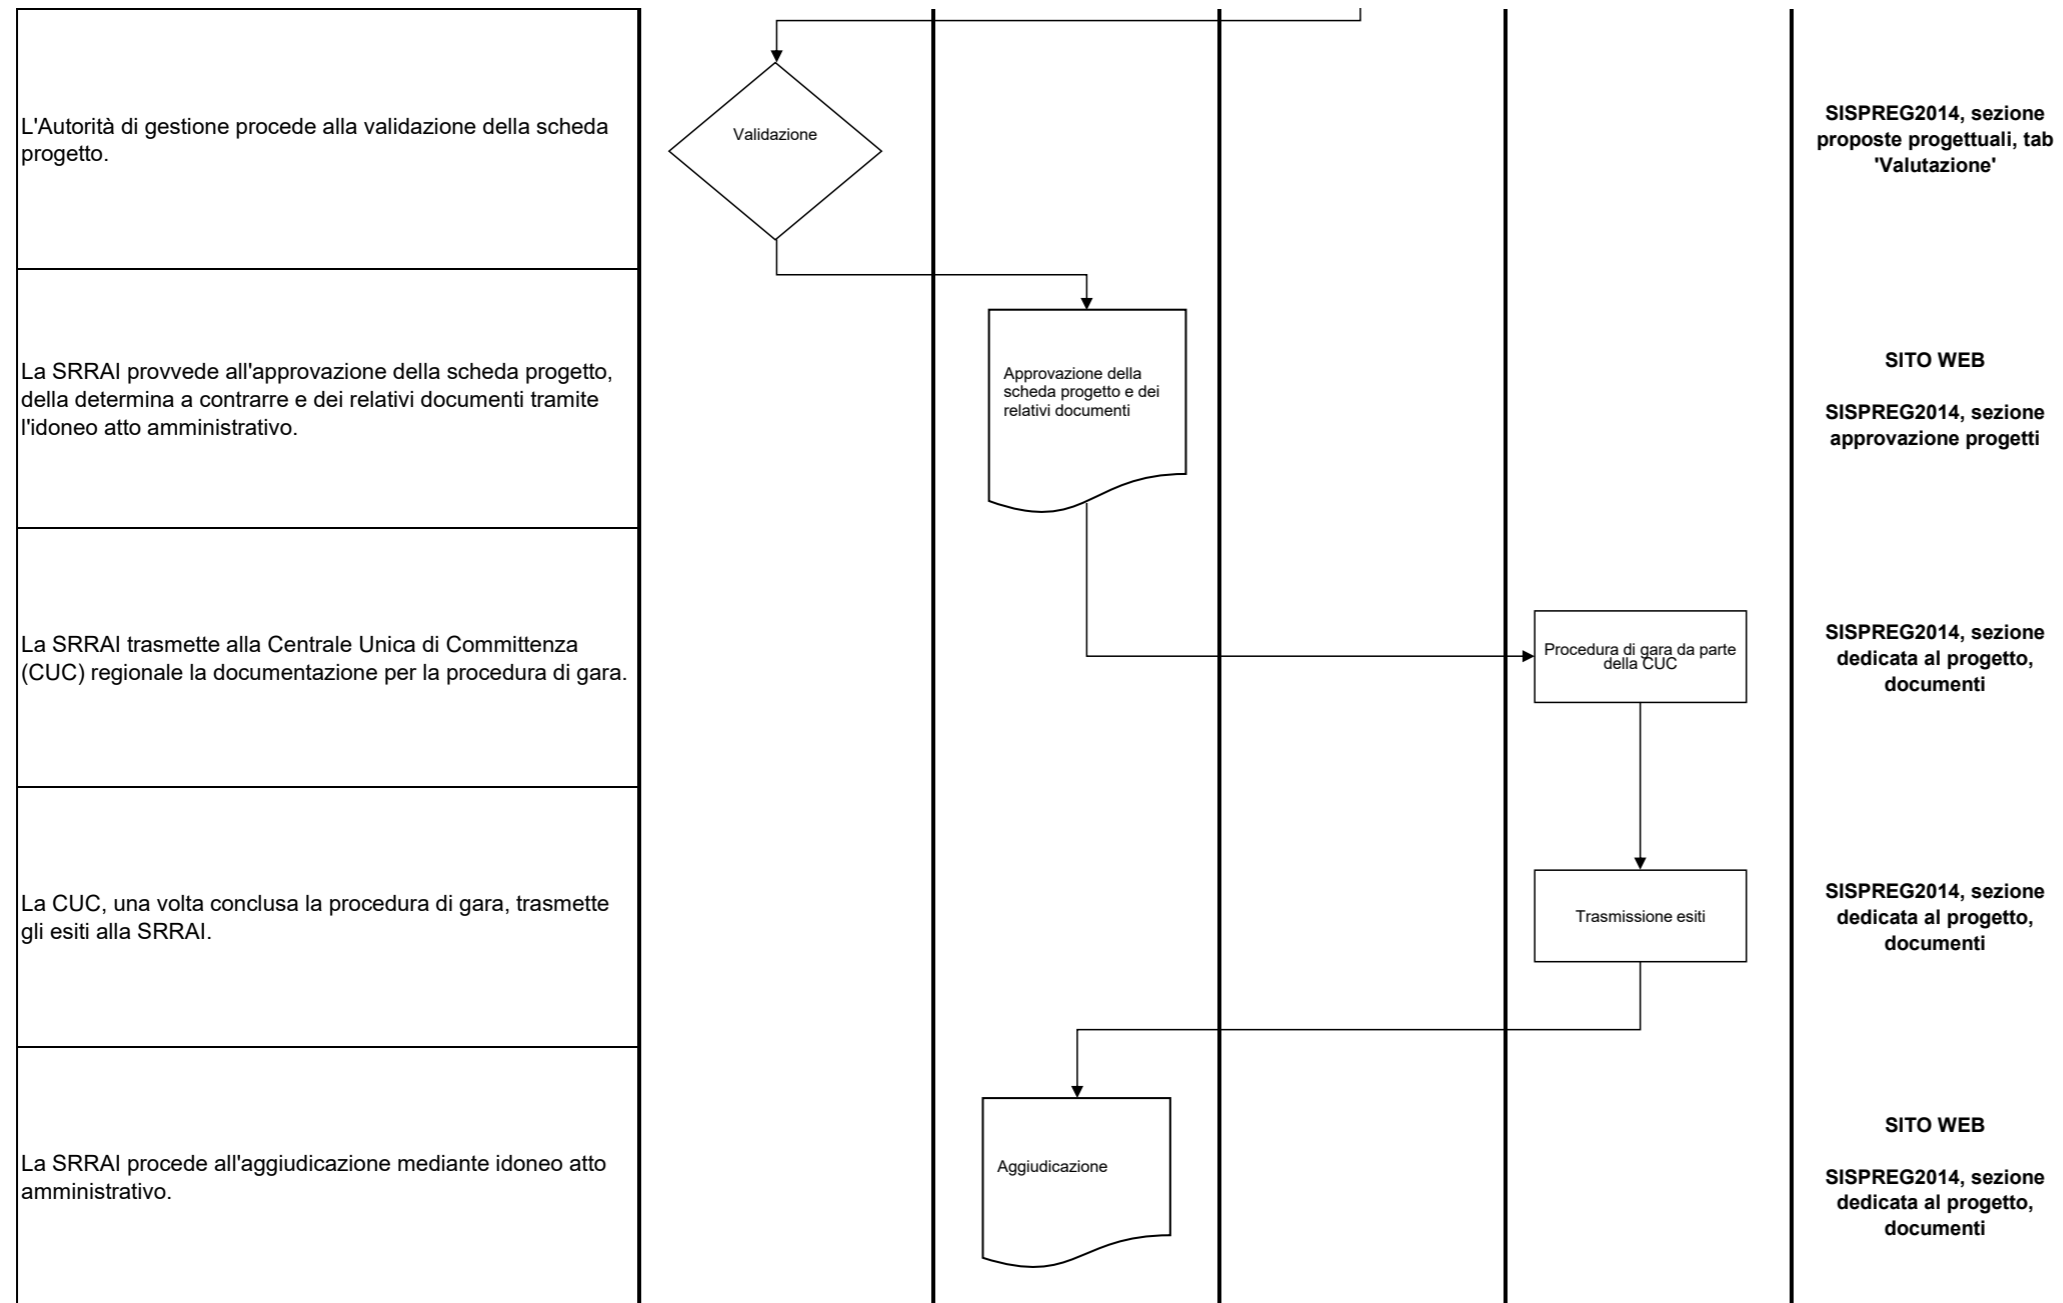 L'Autorità di gestione procede alla validazione della scheda
progetto.
Validazione
SISPREG2014, sezione
proposte progettuali, tab
'Valutazione'
La SRRAI provvede all'approvazione della scheda progetto,
della determina a contrarre e dei relativi documenti tramite
l'idoneo atto amministrativo.
Approvazione della
scheda progetto e dei
relativi documenti
SITO WEB
SISPREG2014, sezione
approvazione progetti
La SRRAI trasmette alla Centrale Unica di Committenza
(CUC) regionale la documentazione per la procedura di gara.
Procedura di gara da parte
della CUC
SISPREG2014, sezione
dedicata al progetto,
documenti
La CUC, una volta conclusa la procedura di gara, trasmette
gli esiti alla SRRAI.
Trasmissione esiti
SISPREG2014, sezione
dedicata al progetto,
documenti
La SRRAI procede all'aggiudicazione mediante idoneo atto
amministrativo.
Aggiudicazione
SITO WEB
SISPREG2014, sezione
dedicata al progetto,
documenti